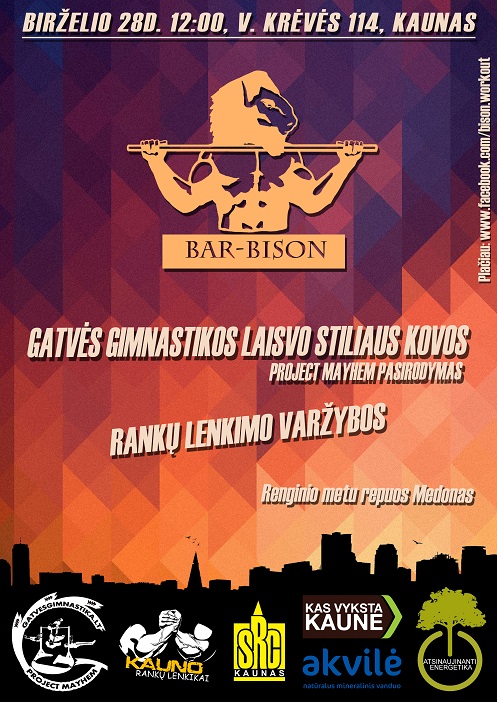 BIRŽELIO 28D. 12:00, V. KRĖVĖS 114, KAUNAS
Plačiau: www.facebook.com/bison.workout
BAR-BISON
GATVĖS GIMNASTIKOS LAISVO STILIAUS KOVOS
PROJECT MAYHEM PASIRODYMAS
RANKŲ LENKIMO VARŽYBOS
Renginio metu repuos Medonas
GATVESGIMNASTIKA.LT
PROJECT MAYHEM
KAUNO
RANKŲ LENKIKAI
SRC
KAUNAS
KAS VYKSTA
KAUNE
akvilė
natūralus mineralinis vanduo
ATSINAUJINANTI
ENERGETIKA